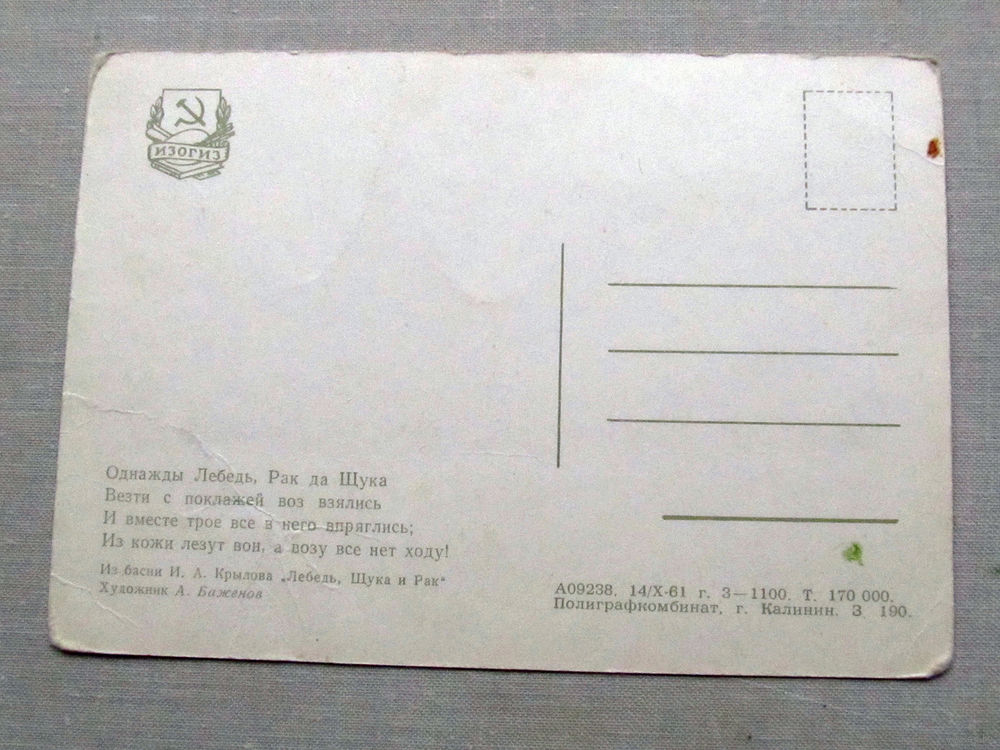 ИЗОГИЗ
Однажды Лебедь, Рак да Щука
Везти с поклажей воз взялись
И вместе трое все в него впряглись;
Из кожи лезут вон, а возу все нет ходу!
Из басни И. А. Крылова „Лебедь, Щука и Рак“
Художник А. Баженов
А09238. 14/X-61 г. З—1100. Т. 170 000.
Полиграфкомбинат, г. Калинин. З. 190.